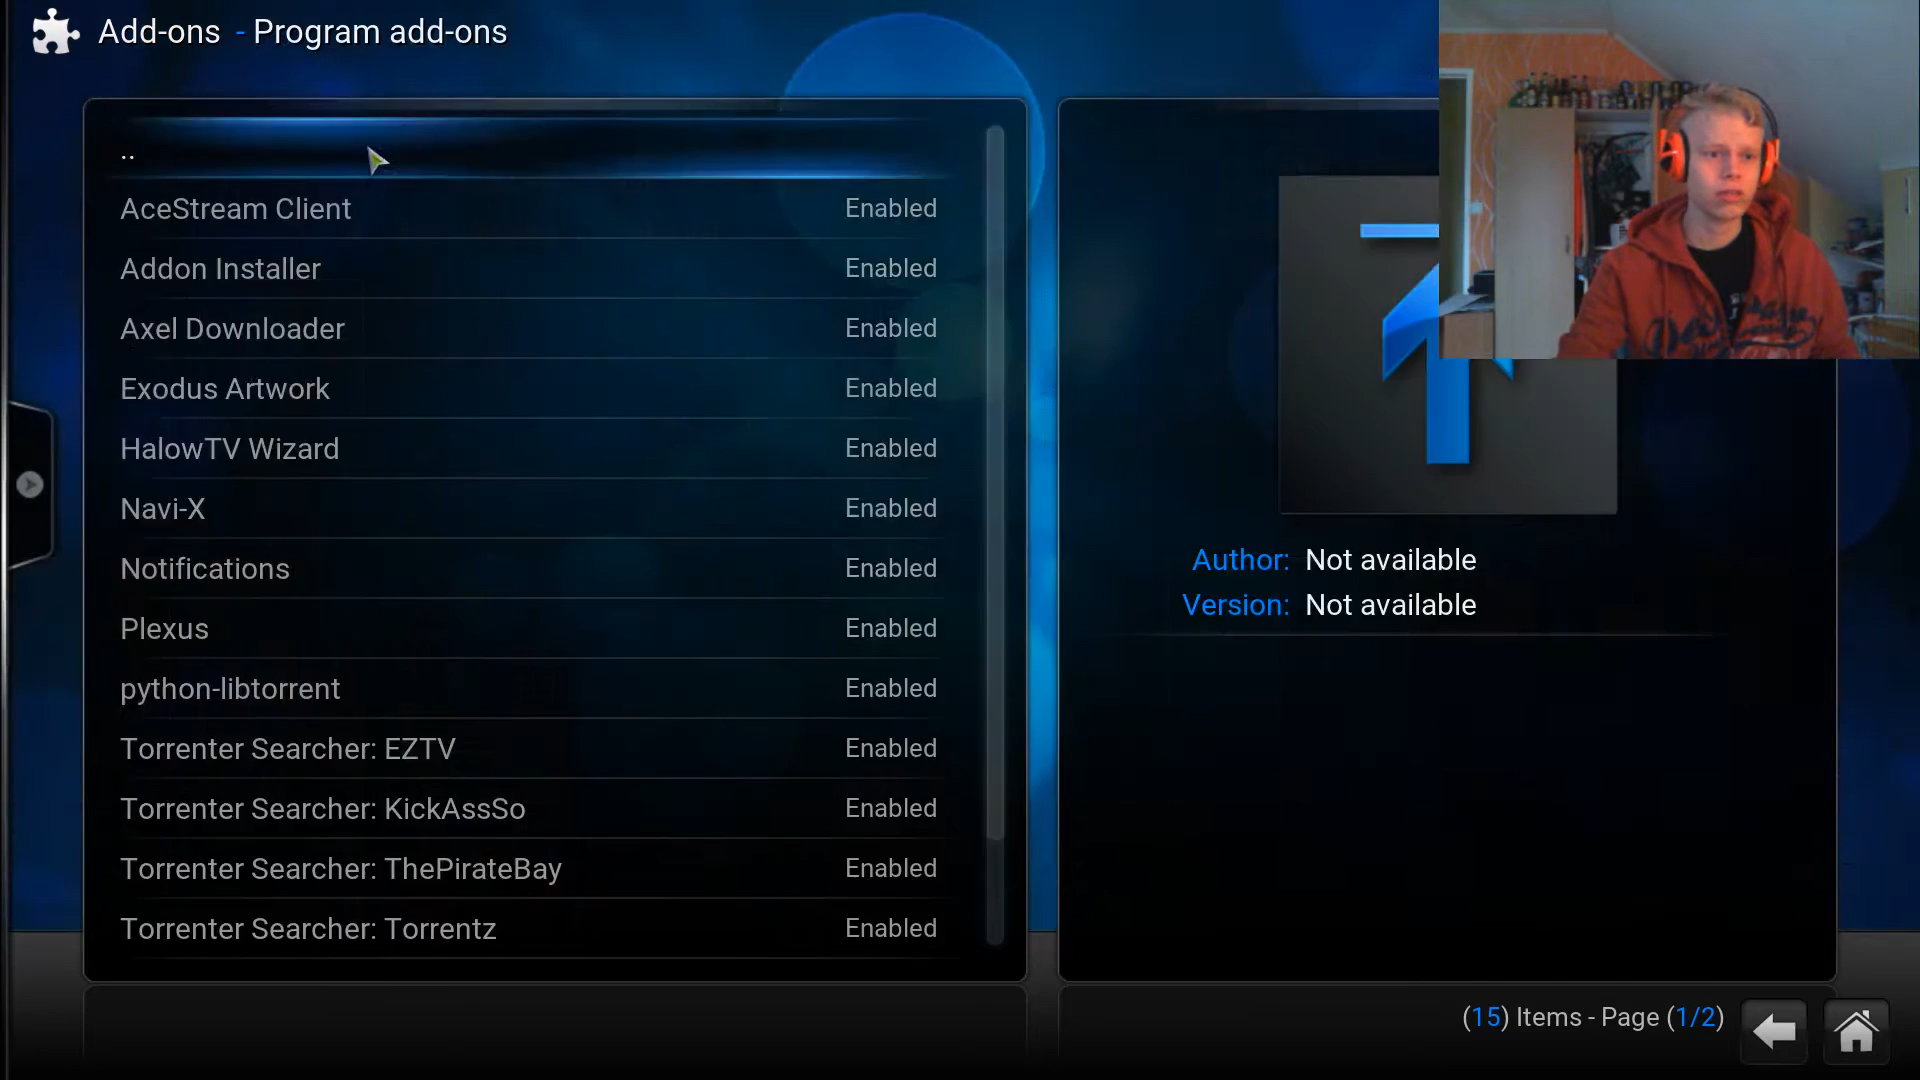 Add-ons - Program add-ons
..
AceStream Client Enabled
Addon Installer Enabled
Axel Downloader Enabled
Exodus Artwork Enabled
HalowTV Wizard Enabled
Navi-X Enabled
Notifications Enabled
Plexus Enabled
python-libtorrent Enabled
Torrenter Searcher: EZTV Enabled
Torrenter Searcher: KickAssSo Enabled
Torrenter Searcher: ThePirateBay Enabled
Torrenter Searcher: Torrentz Enabled
Author: Not available
Version: Not available
(15) Items - Page (1/2)